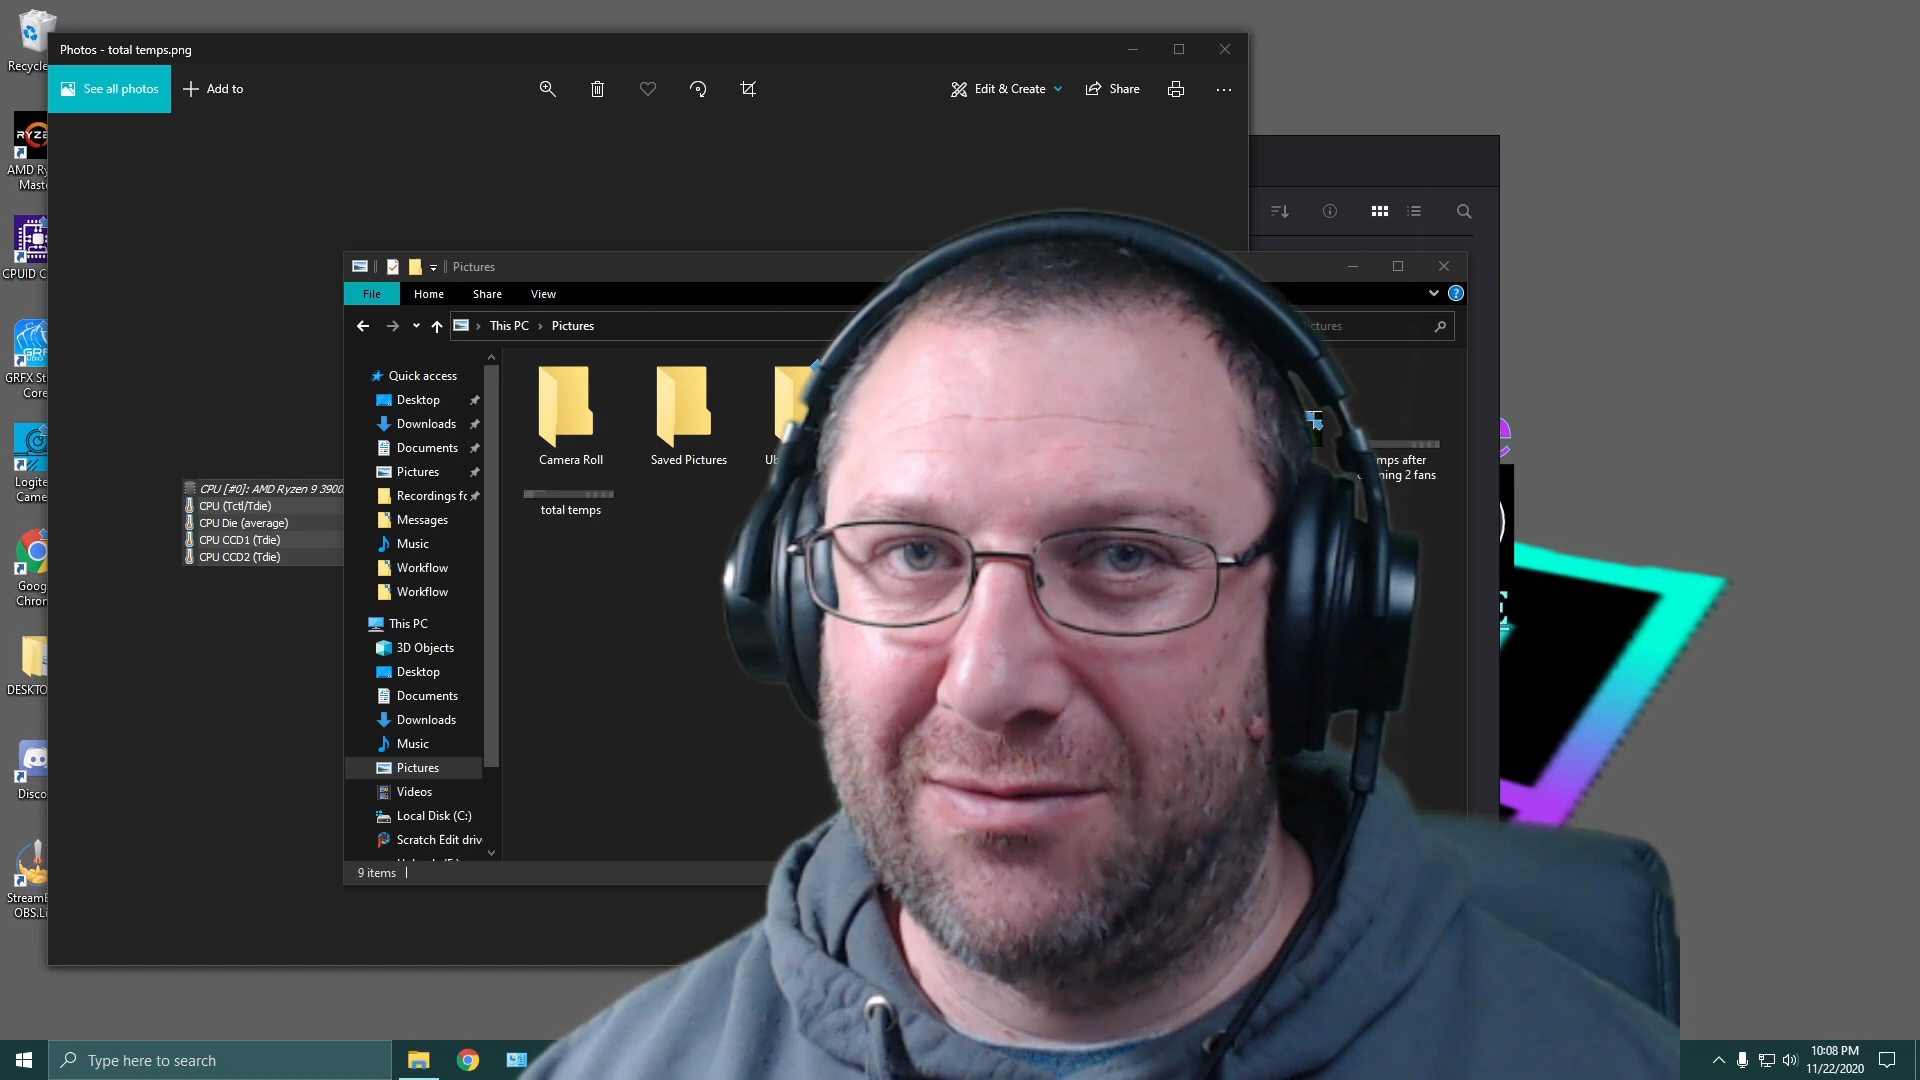 Photos - total temps.png
See all photos
Add to
Edit & Create
Share
Recycle
RYZE
AMD Ry
Mast
CPUID C
GRFX St
Core
Logite
Came
Goog
Chron
DESKTO
Disco
StreamE
OBS.Li
CPU [#0]: AMD Ryzen 9 3900
CPU (Tctl/Tdie)
CPU Die (average)
CPU CCD1 (Tdie)
CPU CCD2 (Tdie)
Pictures
File
Home
Share
View
This PC
Pictures
Quick access
Desktop
Downloads
Documents
Pictures
Recordings fo
Messages
Music
Workflow
Workflow
This PC
3D Objects
Desktop
Documents
Downloads
Music
Pictures
Videos
Local Disk (C:)
Scratch Edit driv
Camera Roll
Saved Pictures
total temps
mps after
2 fans
9 items
Type here to search
10:08 PM
11/22/2020